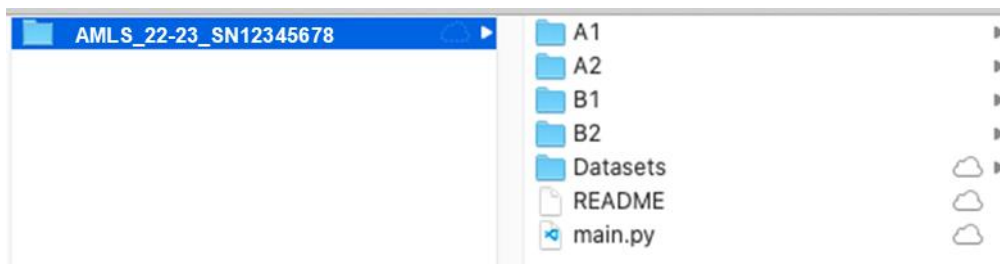 AMLS_22-23_SN12345678
A1
A2
B1
B2
Datasets
README
main.py